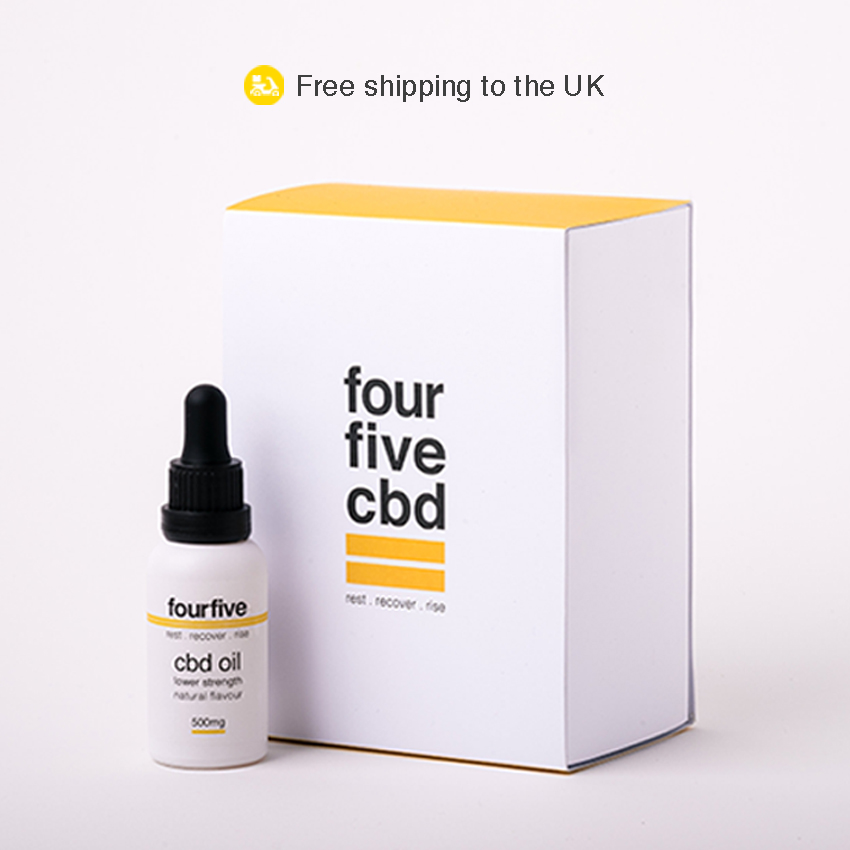 Free shipping to the UK
four
five
cbd
rest . recover . rise
fourfive
rest . recover . rise
cbd oil
lower strength
natural flavour
500mg